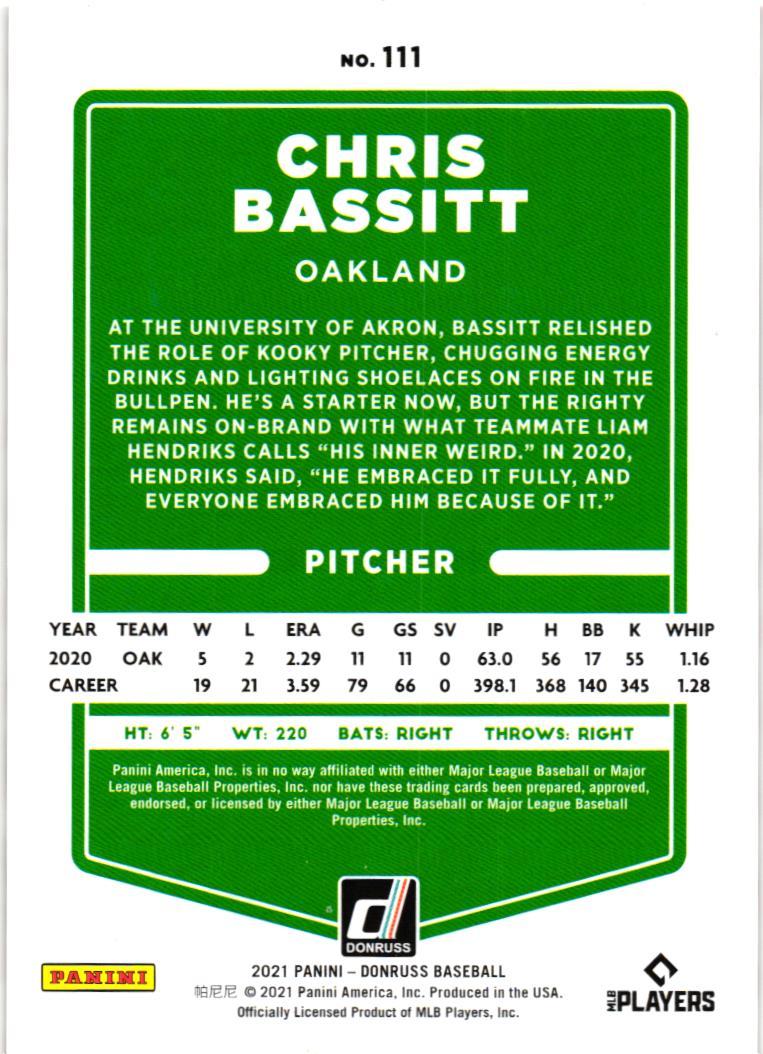 NO. 111
CHRIS
BASSITT
OAKLAND
AT THE UNIVERSITY OF AKRON, BASSITT RELISHED
THE ROLE OF KOOKY PITCHER, CHUGGING ENERGY
DRINKS AND LIGHTING SHOELACES ON FIRE IN THE
BULLPEN. HE'S A STARTER NOW, BUT THE RIGHTY
REMAINS ON-BRAND WITH WHAT TEAMMATE LIAM
HENDRIKS CALLS “HIS INNER WEIRD.” IN 2020,
HENDRIKS SAID, “HE EMBRACED IT FULLY, AND
EVERYONE EMBRACED HIM BECAUSE OF IT.”
PITCHER
YEAR TEAM W L ERA G GS SV IP H BB K WHIP
2020 OAK 5 2 2.29 11 11 0 63.0 56 17 55 1.16
CAREER 19 21 3.59 79 66 0 398.1 368 140 345 1.28
HT: 6' 5" WT: 220 BATS: RIGHT THROWS: RIGHT
Panini America, Inc. is in no way affiliated with either Major League Baseball or Major
League Baseball Properties, Inc. nor have these trading cards been prepared, approved,
endorsed, or licensed by either Major League Baseball or Major League Baseball
Properties, Inc.
d
DONRUSS
PANINI
2021 PANINI – DONRUSS BASEBALL
帕尼尼 © 2021 Panini America, Inc. Produced in the USA.
Officially Licensed Product of MLB Players, Inc.
MLB PLAYERS